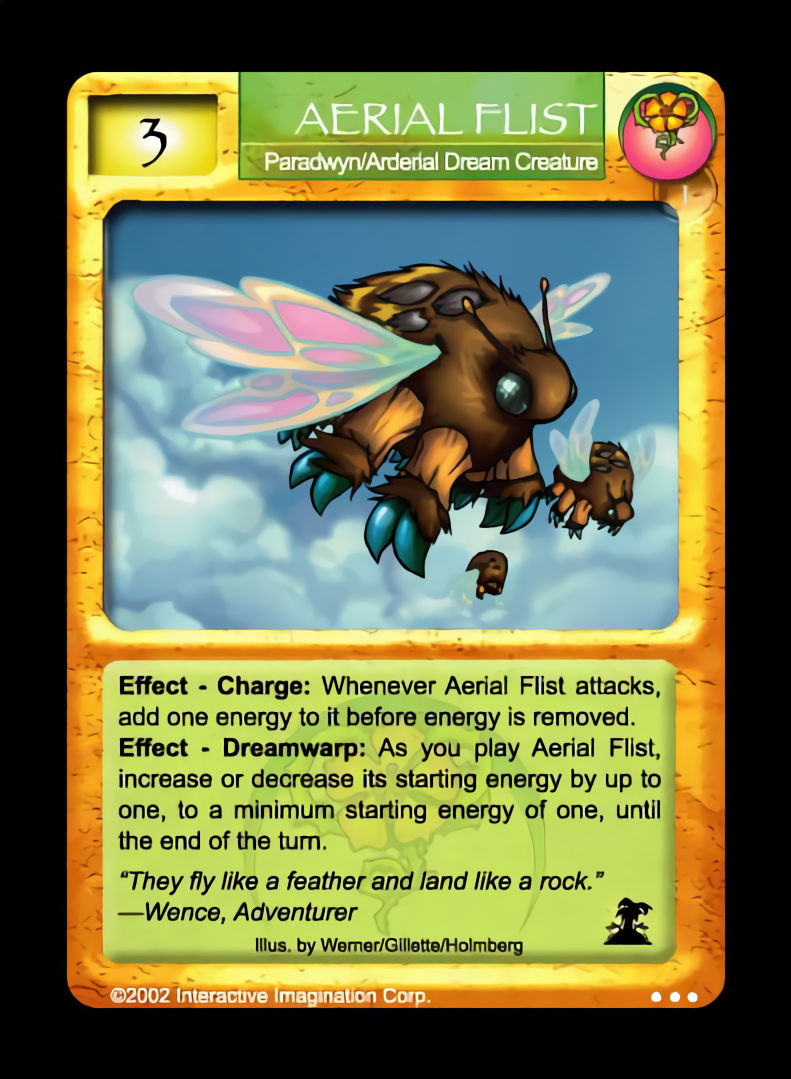 3
AERIAL FLIST
Paradwyn/Arderial Dream Creature
1
Effect - Charge: Whenever Aerial Flist attacks,
add one energy to it before energy is removed.
Effect - Dreamwarp: As you play Aerial Flist,
increase or decrease its starting energy by up to
one, to a minimum starting energy of one, until
the end of the turn.
"They fly like a feather and land like a rock."
—Wence, Adventurer
Illus. by Werner/Gillette/Holmberg
©2002 Interactive Imagination Corp.